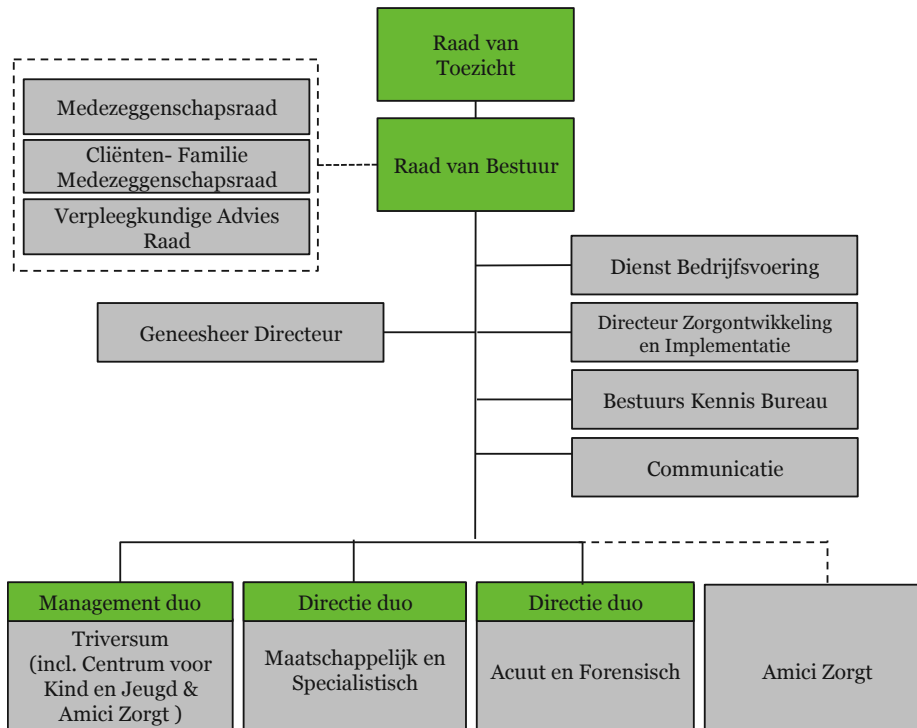 Raad van
Toezicht
Medezeggenschapsraad
Cliënten- Familie
Medezeggenschapsraad
Verpleegkundige Advies
Raad
Raad van Bestuur
Dienst Bedrijfsvoering
Geneesheer Directeur
Directeur Zorgontwikkeling
en Implementatie
Bestuurs Kennis Bureau
Communicatie
Management duo
Triversum
(incl. Centrum voor
Kind en Jeugd &
Amici Zorgt )
Directie duo
Maatschappelijk en
Specialistisch
Directie duo
Acuut en Forensisch
Amici Zorgt